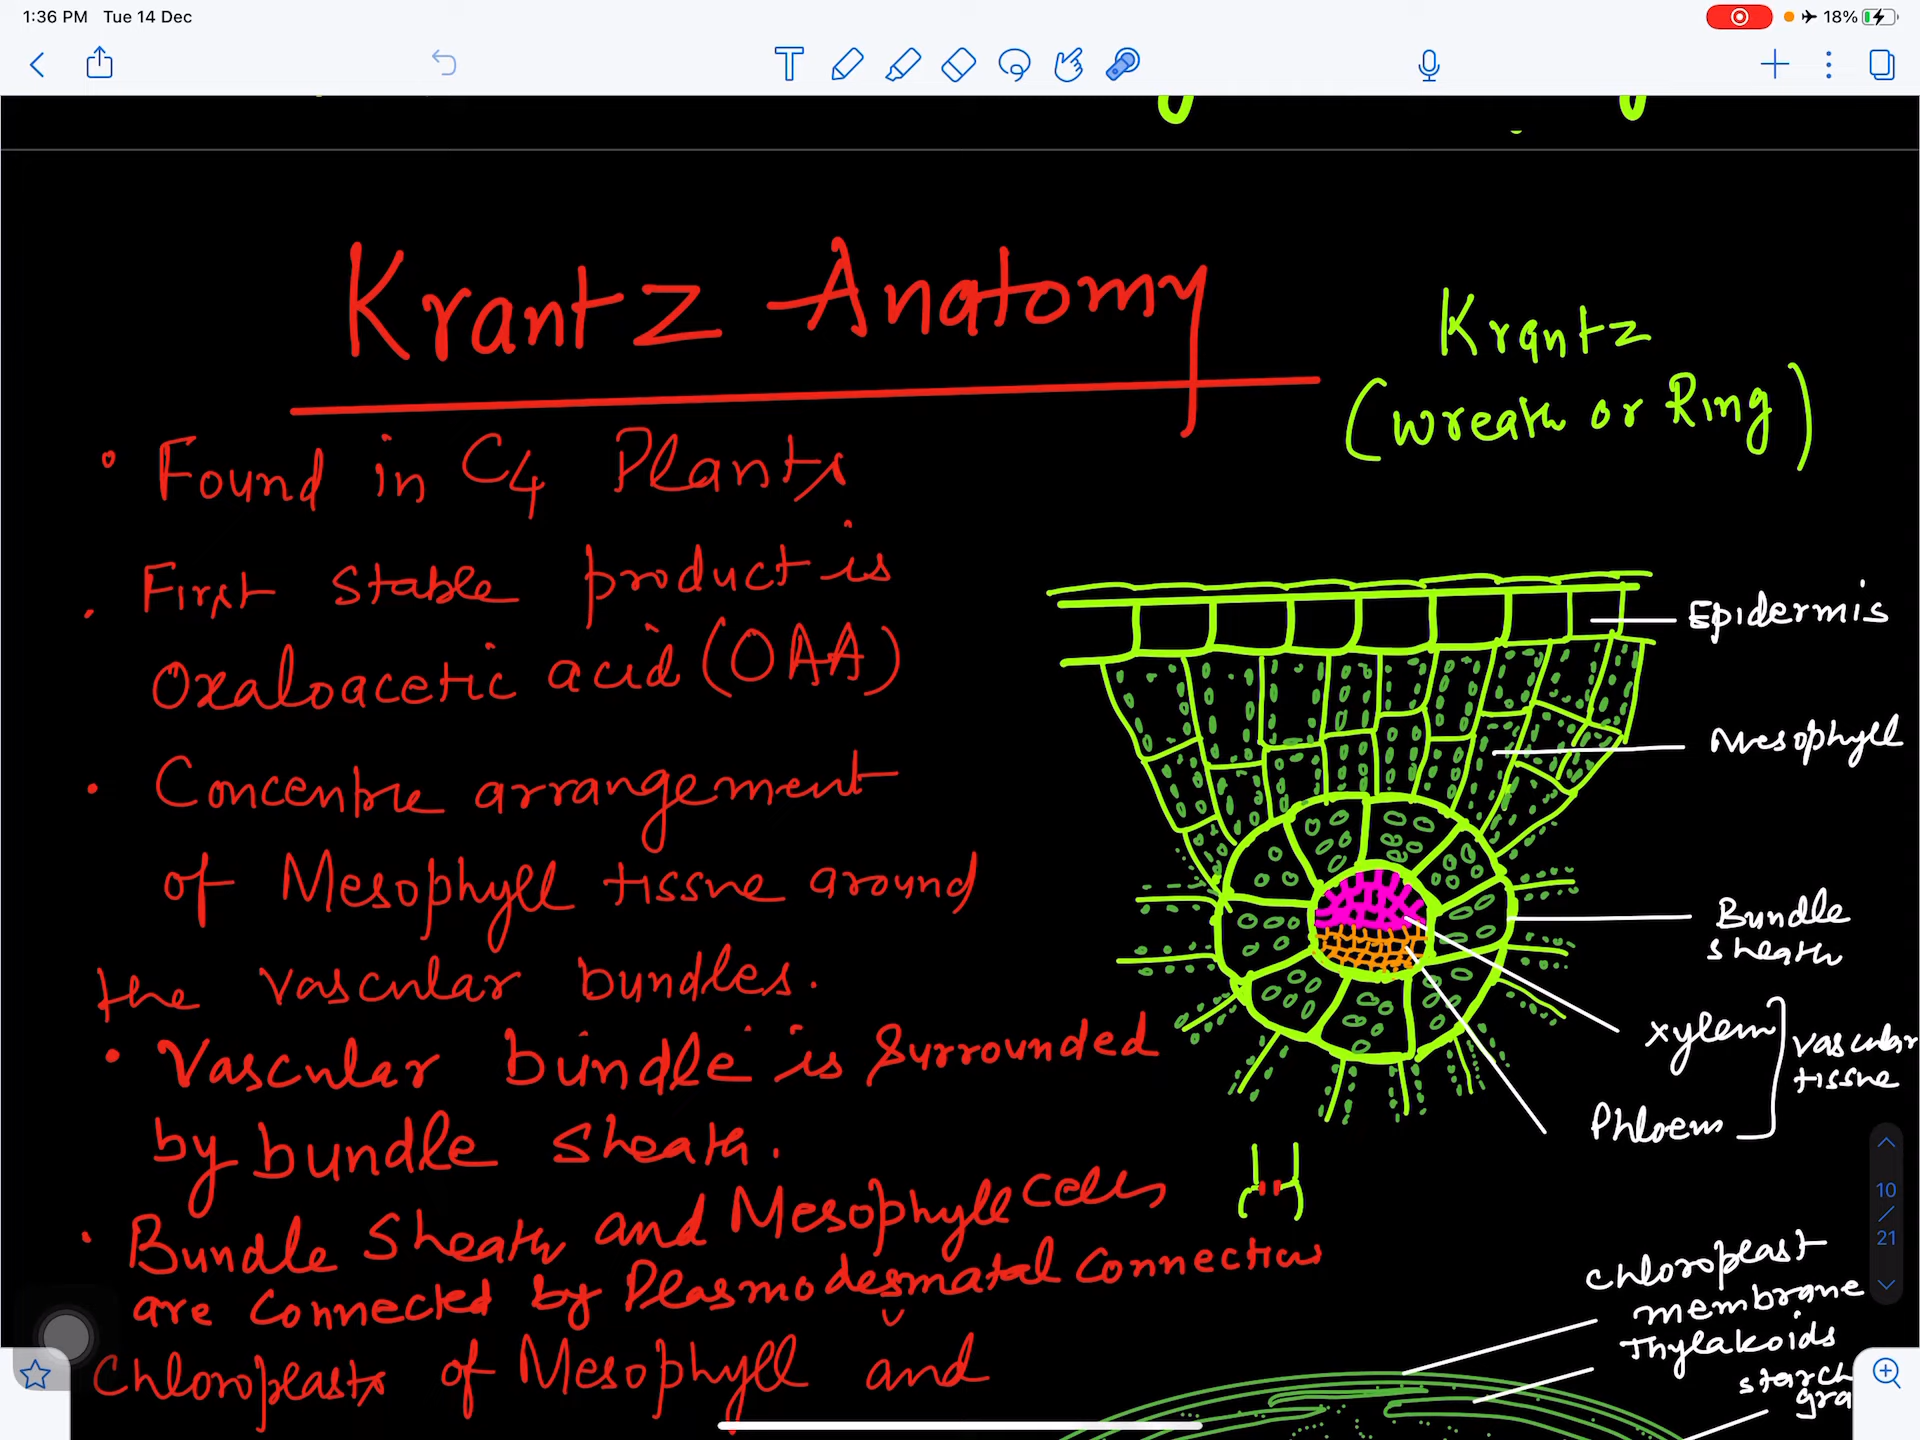 1:36 PM Tue 14 Dec
18%
Krantz Anatomy
Krantz
(wreath or Ring)
• Found in C4 Plants
. First stable product is
Oxaloacetic acid (OAA)
• Concentric arrangement
of Mesophyll tissue around
the vascular bundles.
• Vascular bundle is surrounded
by bundle sheath.
• Bundle Sheath and Mesophyll cells
are connected by Plasmodesmatal connections
Chloroplasts of Mesophyll and
Epidermis
Mesophyll
Bundle
sheath
xylem
Phloem
vascular
tissue
10
/
21
chloroplast
membrane
Thylakoids
starch
gra